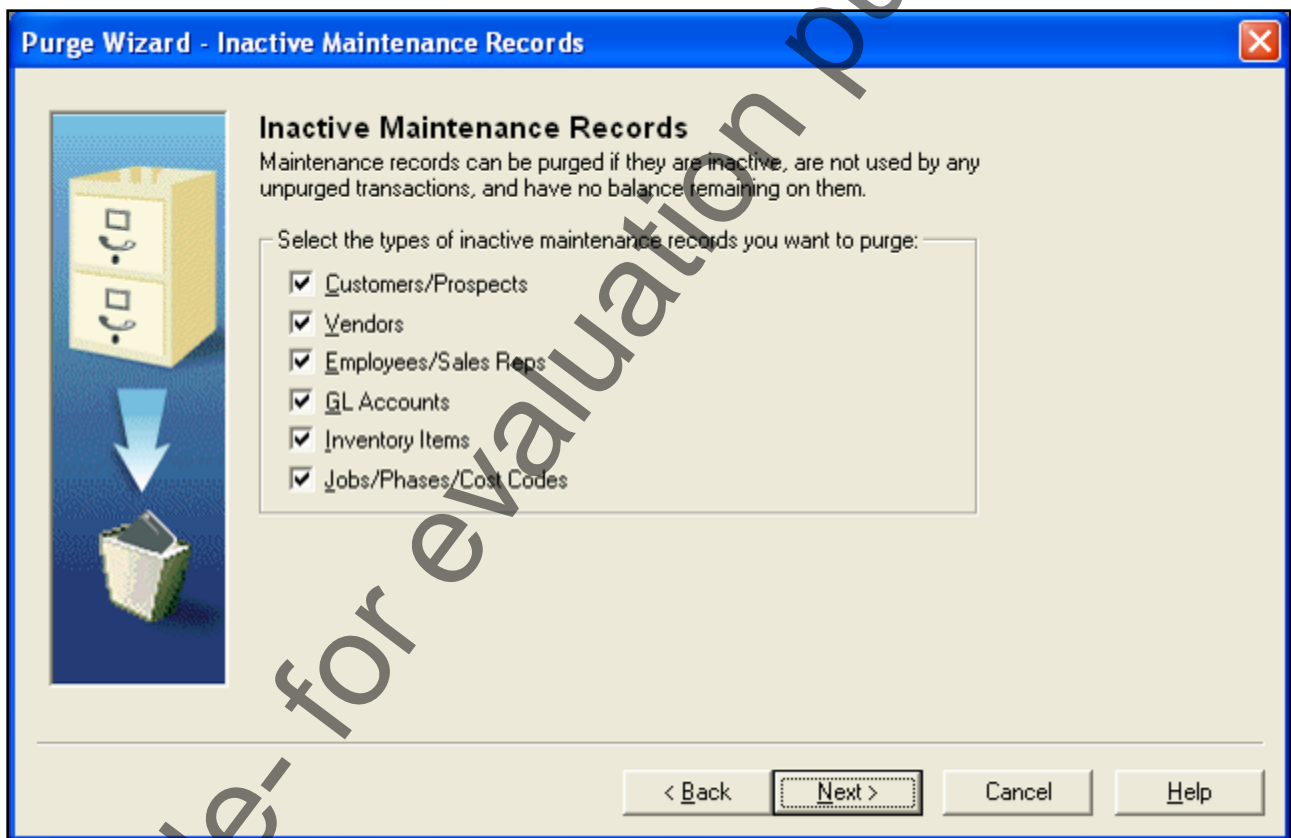 Purge Wizard - Inactive Maintenance Records
Inactive Maintenance Records
Maintenance records can be purged if they are inactive, are not used by any
unpurged transactions, and have no balance remaining on them.
Select the types of inactive maintenance records you want to purge:
Customers/Prospects
Vendors
Employees/Sales Reps
GL Accounts
Inventory Items
Jobs/Phases/Cost Codes
< Back
Next >
Cancel
Help
for evaluation